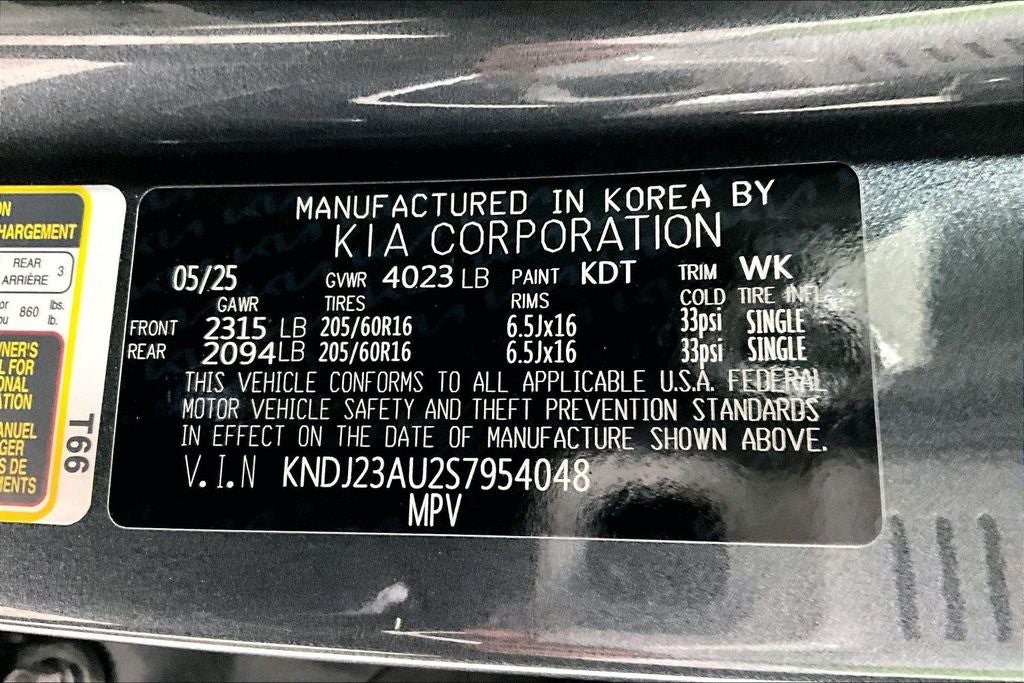 MANUFACTURED IN KOREA BY
KIA CORPORATION
05/25 GVWR 4023 LB PAINT KDT TRIM WK
GAWR TIRES RIMS COLD TIRE INFL
FRONT 2315 LB 205/60R16 6.5Jx16 33psi SINGLE
REAR 2094 LB 205/60R16 6.5Jx16 33psi SINGLE
THIS VEHICLE CONFORMS TO ALL APPLICABLE U.S.A. FEDERAL
MOTOR VEHICLE SAFETY AND THEFT PREVENTION STANDARDS
IN EFFECT ON THE DATE OF MANUFACTURE SHOWN ABOVE.
V.I.N KNDJ23AU2S7954048
MPV
REAR
ARRIÈRE 3
860 lbs.
lb.
FOR
T66